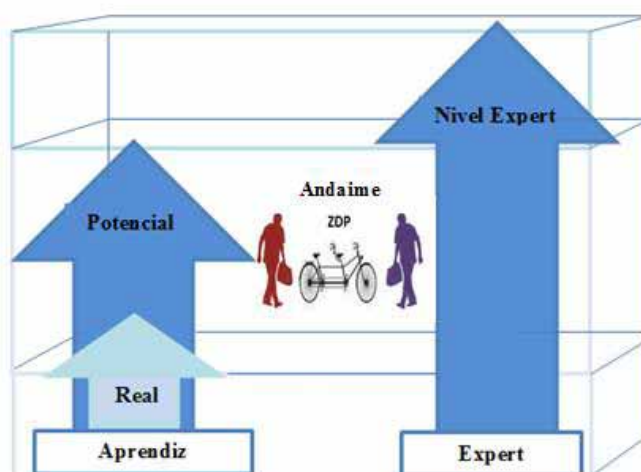 Nivel Expert
Andaime
ZDP
Potencial
Real
Aprendiz
Expert